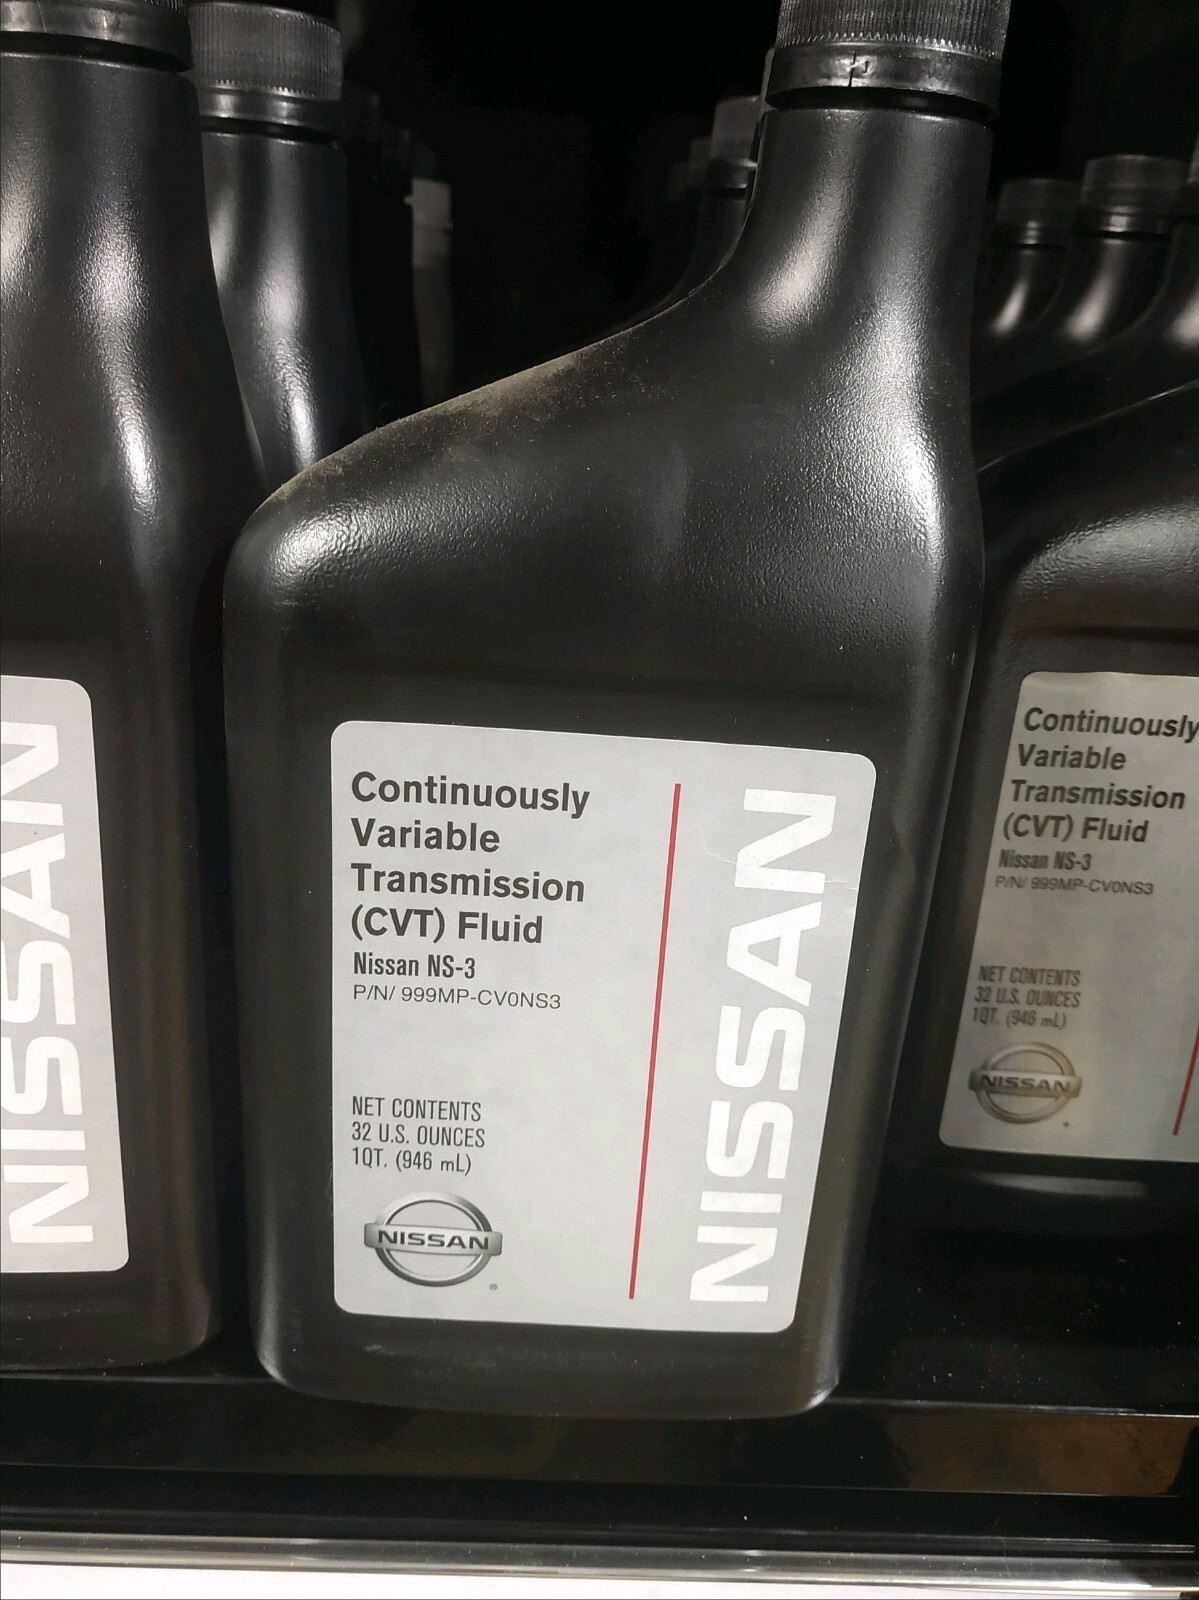 NISSAN
Continuously
Variable
Transmission
(CVT) Fluid
Nissan NS-3
P/N/ 999MP-CV0NS3
NET CONTENTS
32 U.S. OUNCES
1QT. (946 mL)
NISSAN
®
NISSAN
Continuously
Variable
Transmission
(CVT) Fluid
Nissan NS-3
P/N/ 999MP-CV0NS3
NET CONTENTS
32 U.S. OUNCES
1QT. (946 mL)
NISSAN